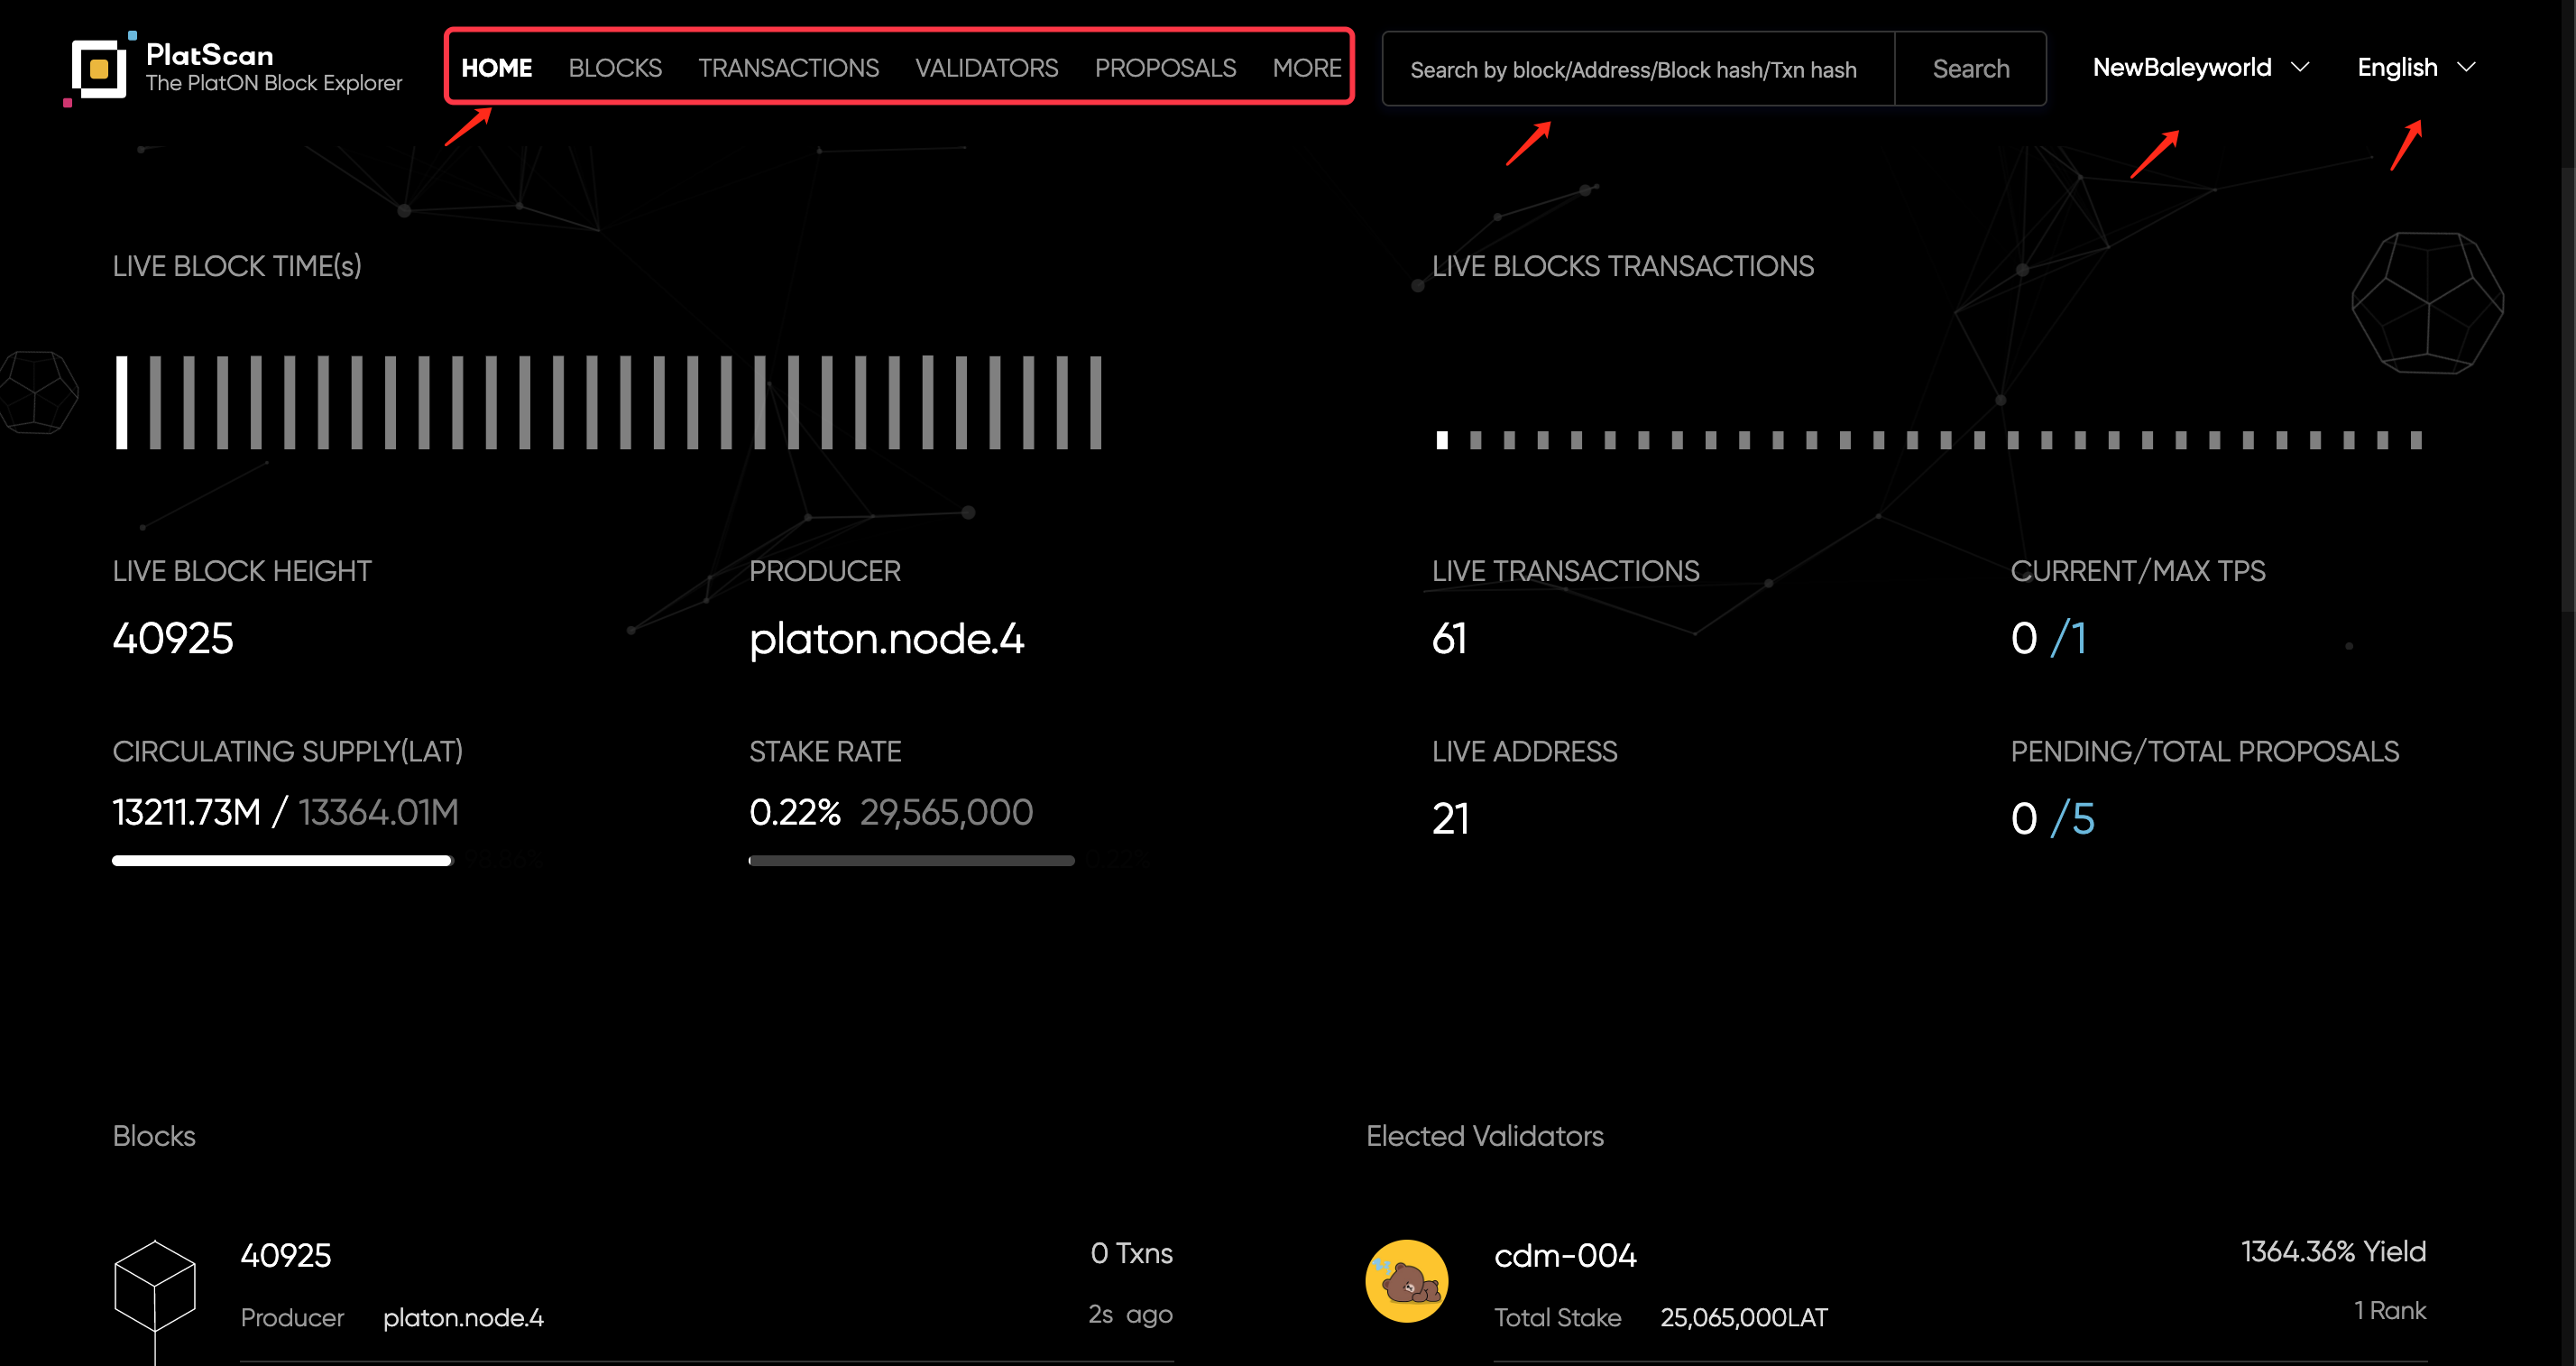 PlatScan
The PlatON Block Explorer
HOME BLOCKS TRANSACTIONS VALIDATORS PROPOSALS MORE
Search by block/Address/Block hash/Txn hash Search
NewBaleyworld English
LIVE BLOCK TIME(s)
LIVE BLOCKS TRANSACTIONS
LIVE BLOCK HEIGHT PRODUCER
40925 platon.node.4
LIVE TRANSACTIONS CURRENT/MAX TPS
61 0 /1
CIRCULATING SUPPLY(LAT) STAKE RATE
13211.73M / 13364.01M 0.22% 29,565,000
0.22%
LIVE ADDRESS PENDING/TOTAL PROPOSALS
21 0 /5
Blocks
40925 0 Txns
Producer platon.node.4 2s ago
Elected Validators
cdm-004 1364.36% Yield
Total Stake 25,065,000LAT 1 Rank